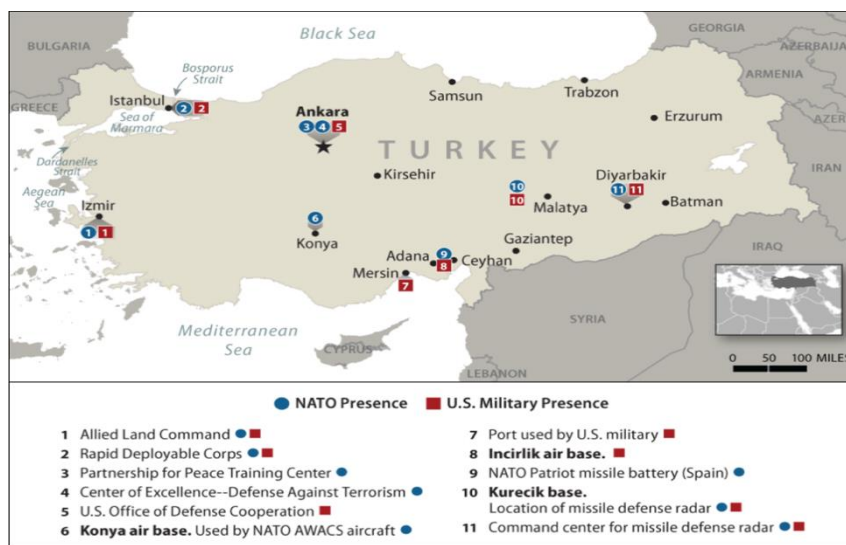 BULGARIA
Black Sea
GEORGIA
AZERBAIJA
Bosporus
Strait
ARMENIA
GREECE
Istanbul
2 2
Sea of
Marmara
Samsun
Trabzon
Ankara
3 4 5
Erzurum
AZER
TURKEY
Dardanelles
Strait
Aegean
Sea
Kirsehir
IRAN
Diyarbakir
11 11
10
10
Malatya
Batman
Izmir
1 1
6
Konya
Gaziantep
IRAQ
Adana
9
8
Ceyhan
Mersin
7
Mediterranean
Sea
SYRIA
CYPRUS
LEBANON
0 50 100 MILES
NATO Presence U.S. Military Presence
1 Allied Land Command
2 Rapid Deployable Corps
3 Partnership for Peace Training Center
4 Center of Excellence--Defense Against Terrorism
5 U.S. Office of Defense Cooperation
6 Konya air base. Used by NATO AWACS aircraft
7 Port used by U.S. military
8 Incirlik air base.
9 NATO Patriot missile battery (Spain)
10 Kurecik base.
Location of missile defense radar
11 Command center for missile defense radar